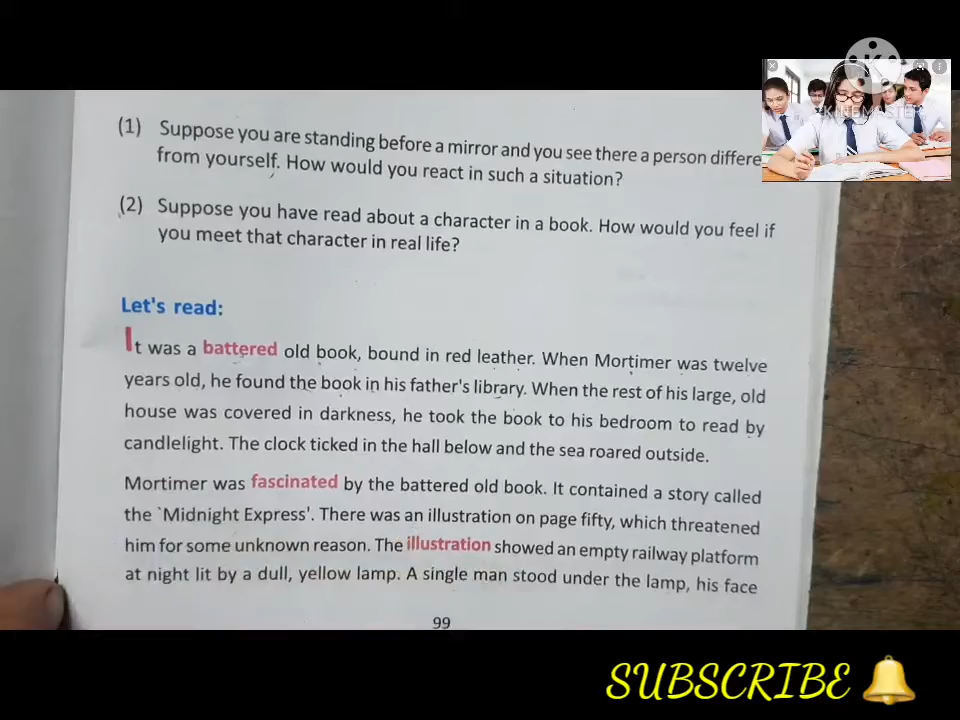 (1) Suppose you are standing before a mirror and you see there a person differe
from yourself. How would you react in such a situation?
(2) Suppose you have read about a character in a book. How would you feel if
you meet that character in real life?
Let's read:
It was a battered old book, bound in red leather. When Mortimer was twelve
years old, he found the book in his father's library. When the rest of his large, old
house was covered in darkness, he took the book to his bedroom to read by
candlelight. The clock ticked in the hall below and the sea roared outside.
Mortimer was fascinated by the battered old book. It contained a story called
the `Midnight Express'. There was an illustration on page fifty, which threatened
him for some unknown reason. The illustration showed an empty railway platform
at night lit by a dull, yellow lamp. A single man stood under the lamp, his face
99
K
KINEMASTER
SUBSCRIBE